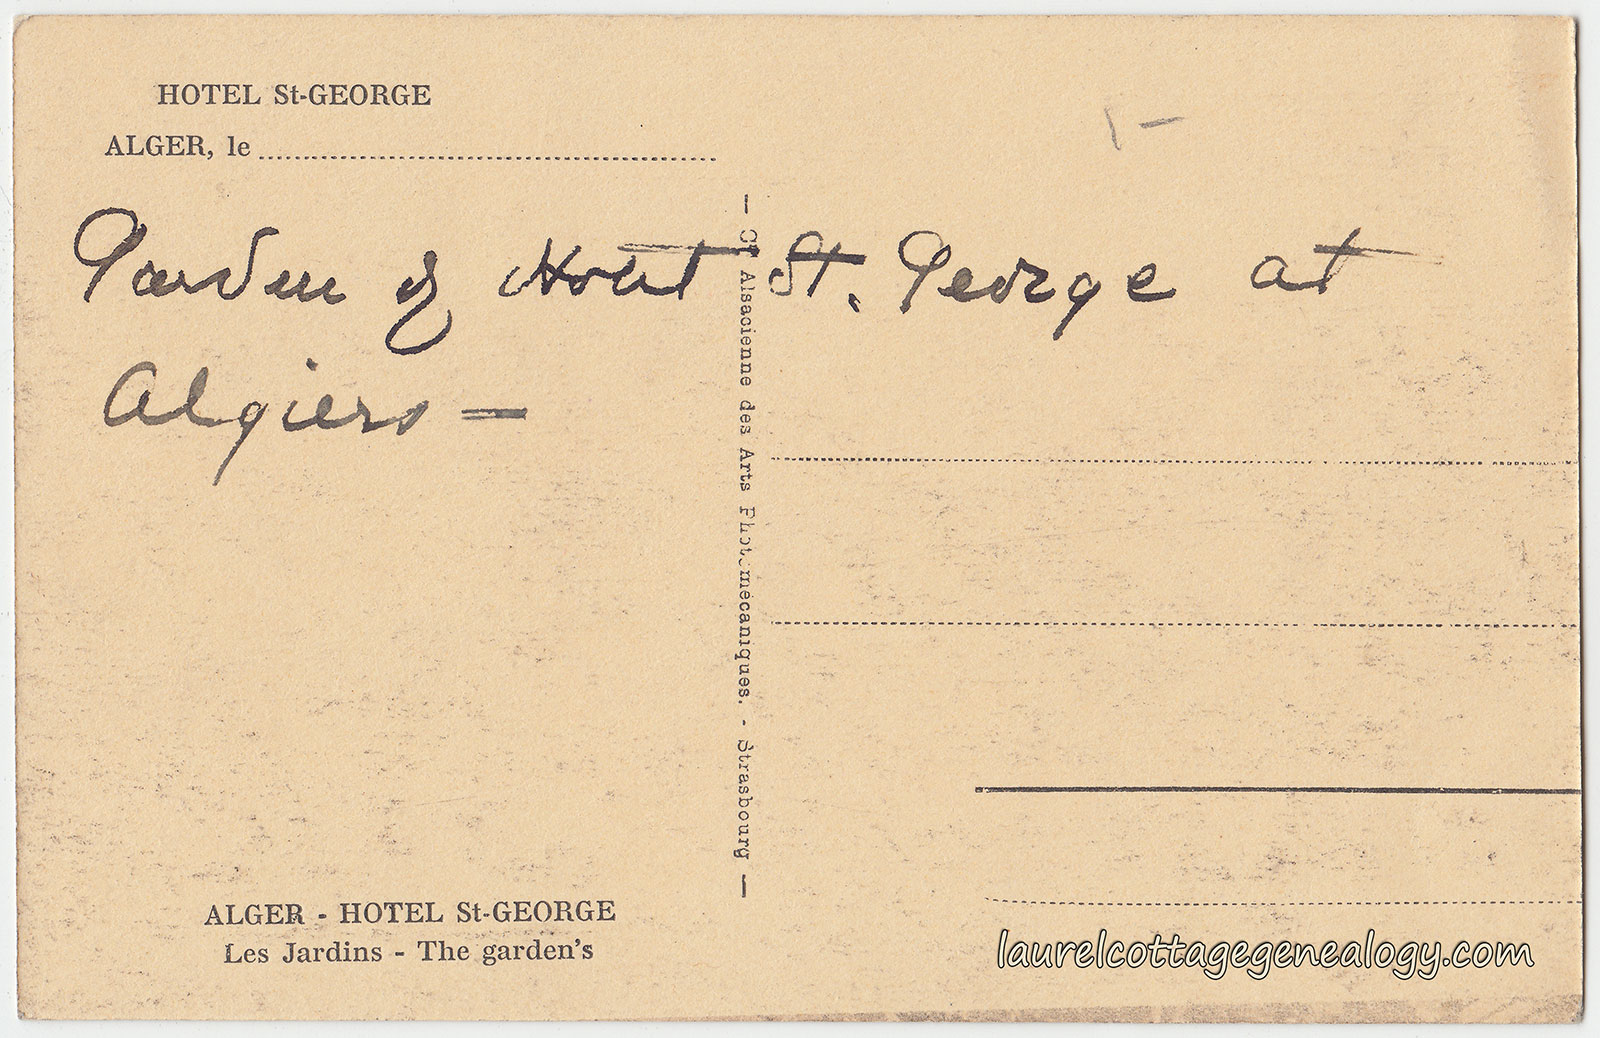 HOTEL St-GEORGE
ALGER, le
Garden of Hotel St. George at
Algiers —
— Cie Alsacienne des Arts Photomécaniques. - Strasbourg —
ALGER - HOTEL St-GEORGE
Les Jardins - The garden's
laurelcottagegenealogy.com